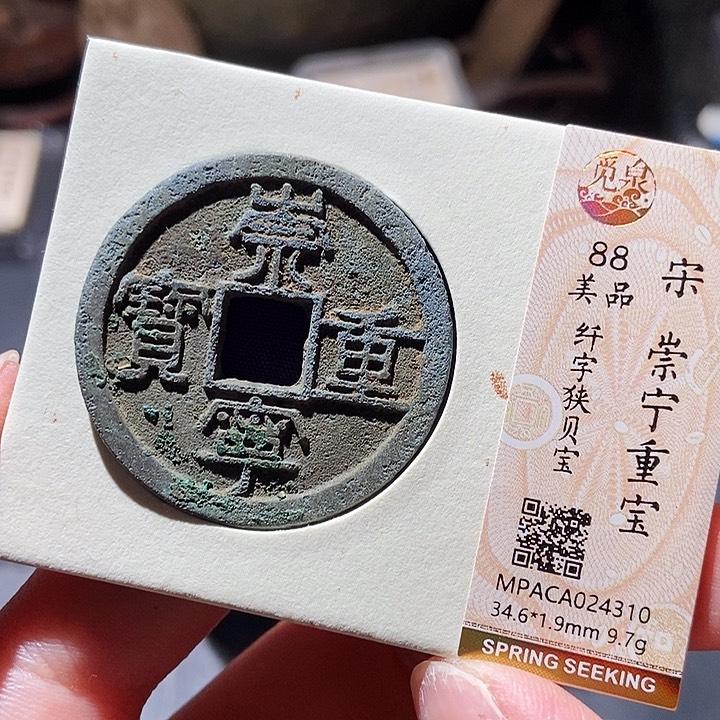 崇
寧
重
寳
觅泉
宋
崇宁重宝
88
美品
纤字狭贝宝
MPACA024310
34.6*1.9mm 9.7g
SPRING SEEKING